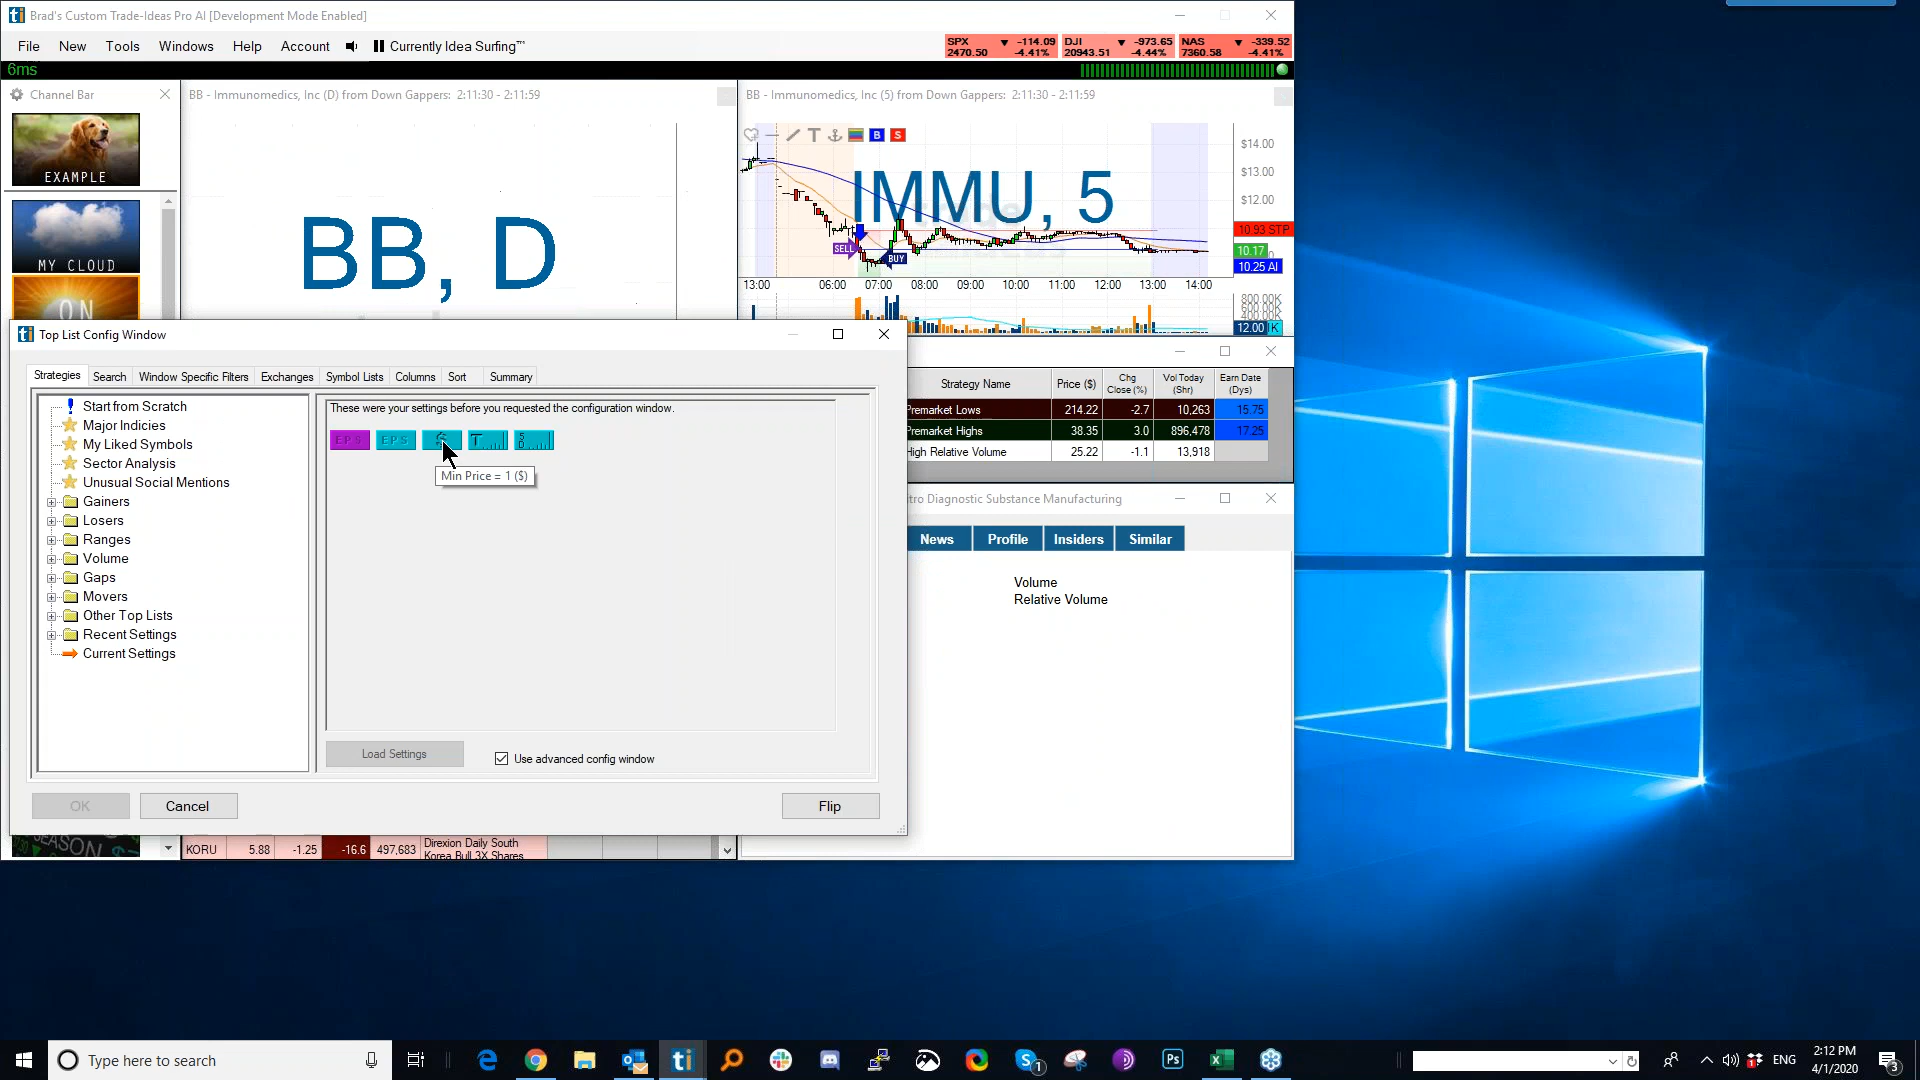 Brad's Custom Trade-Ideas Pro AI [Development Mode Enabled]
File New Tools Windows Help Account Currently Idea Surfing™
SPX -114.09 DJI -973.65 NAS -339.52
2470.50 -4.41% 20943.51 -4.44% 7360.58 -4.41%
6ms
Channel Bar
BB - Immunomedics, Inc (D) from Down Gappers: 2:11:30 - 2:11:59
BB - Immunomedics, Inc (5) from Down Gappers: 2:11:30 - 2:11:59
EXAMPLE
MY CLOUD
ON
BB, D
T B S
IMMU, 5
SELL
BUY
$14.00
$13.00
$12.00
10.93 STP
10.17
10.25 AI
13:00 06:00 07:00 08:00 09:00 10:00 11:00 12:00 13:00 14:00
800.00K
12.00 K
Top List Config Window
Strategies Search Window Specific Filters Exchanges Symbol Lists Columns Sort Summary
Start from Scratch
Major Indicies
My Liked Symbols
Sector Analysis
Unusual Social Mentions
Gainers
Losers
Ranges
Volume
Gaps
Movers
Other Top Lists
Recent Settings
Current Settings
These were your settings before you requested the configuration window.
EPS EPS $ T 5 D
Min Price = 1 ($)
Load Settings
Use advanced config window
OK Cancel Flip
Strategy Name Price ($) Chg Close (%) Vol Today (Shr) Earn Date (Dys)
Premarket Lows 214.22 -2.7 10,263 15.75
Premarket Highs 38.35 3.0 896,478 17.25
High Relative Volume 25.22 -1.1 13,918
tro Diagnostic Substance Manufacturing
News Profile Insiders Similar
Volume
Relative Volume
SEASON
KORU 5.88 -1.25 -16.6 497,683 Direxion Daily South
Korea Bull 3X Shares
Type here to search
ENG
2:12 PM
4/1/2020
1
3